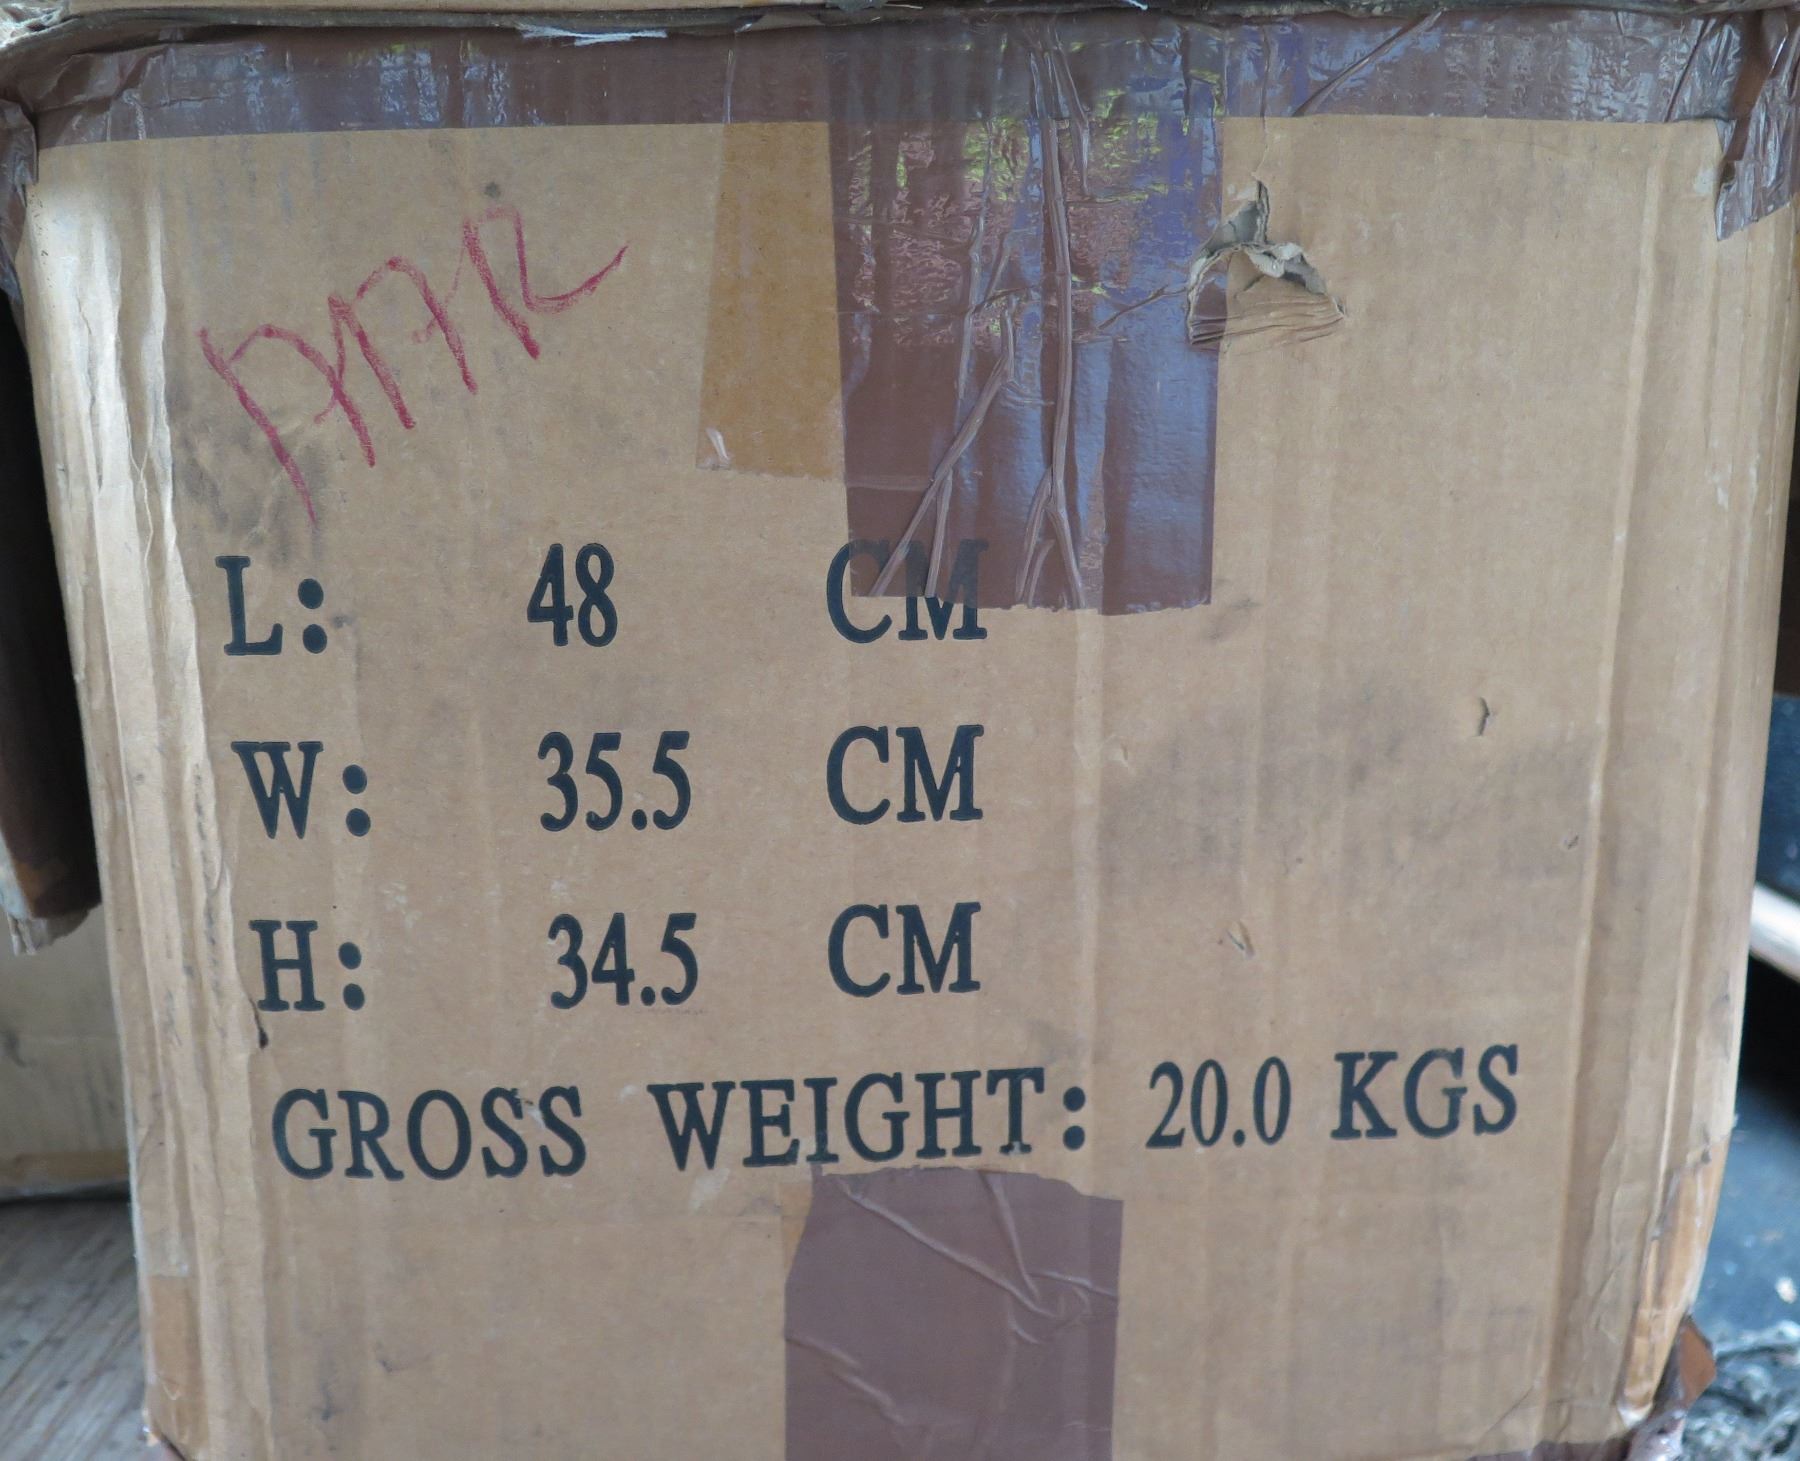 L: 48 CM
W: 35.5 CM
H: 34.5 CM
GROSS WEIGHT: 20.0 KGS